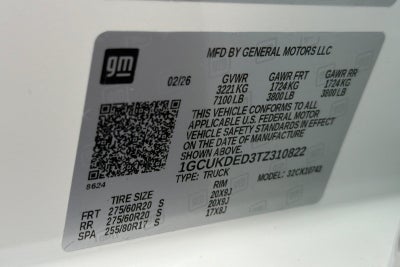 gm
MFD BY GENERAL MOTORS LLC
02/26 GVWR GAWR FRT GAWR RR
3221 KG 1724 KG 1724 KG
7100 LB 3800 LB 3800 LB
THIS VEHICLE CONFORMS TO ALL
APPLICABLE U.S. FEDERAL MOTOR
VEHICLE SAFETY STANDARDS IN EFFECT
ON THE DATE OF MANUFACTURE
SHOWN ABOVE.
1GCUKDED3TZ310822
8624 TYPE: TRUCK MODEL:
TIRE SIZE RIM
FRT 275/60R20 S 20X9J
RR 275/60R20 S 20X9J
SPA 255/80R17 S 17X8J